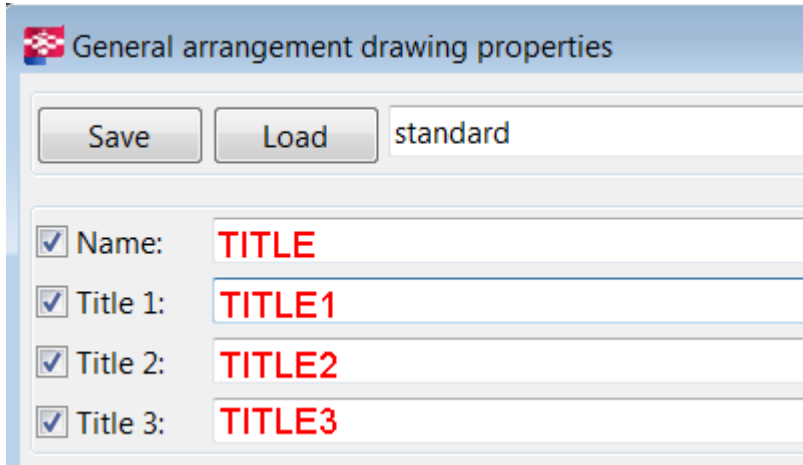 General arrangement drawing properties
Save Load standard
Name: TITLE
Title 1: TITLE1
Title 2: TITLE2
Title 3: TITLE3